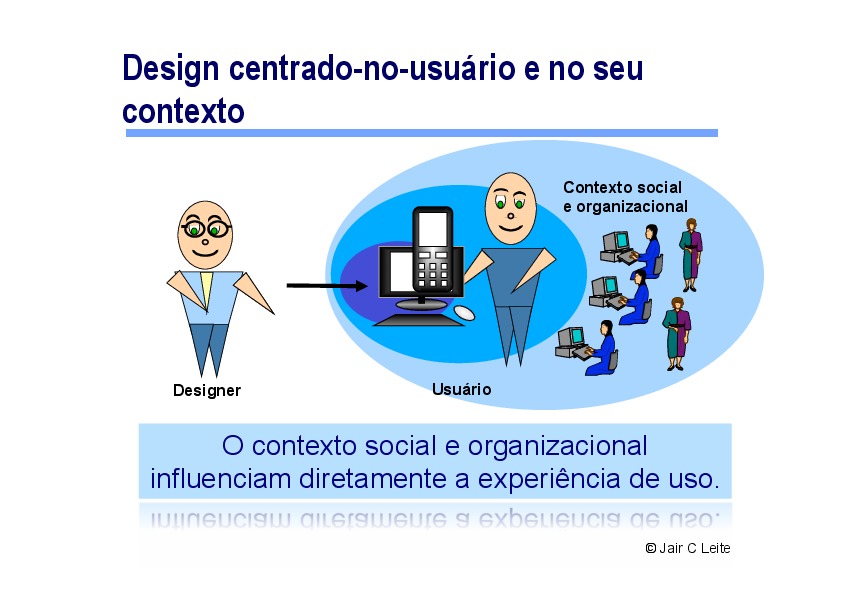 Design centrado-no-usuário e no seu
contexto
Contexto social
e organizacional
Designer
Usuário
O contexto social e organizacional
influenciam diretamente a experiência de uso.
© Jair C Leite